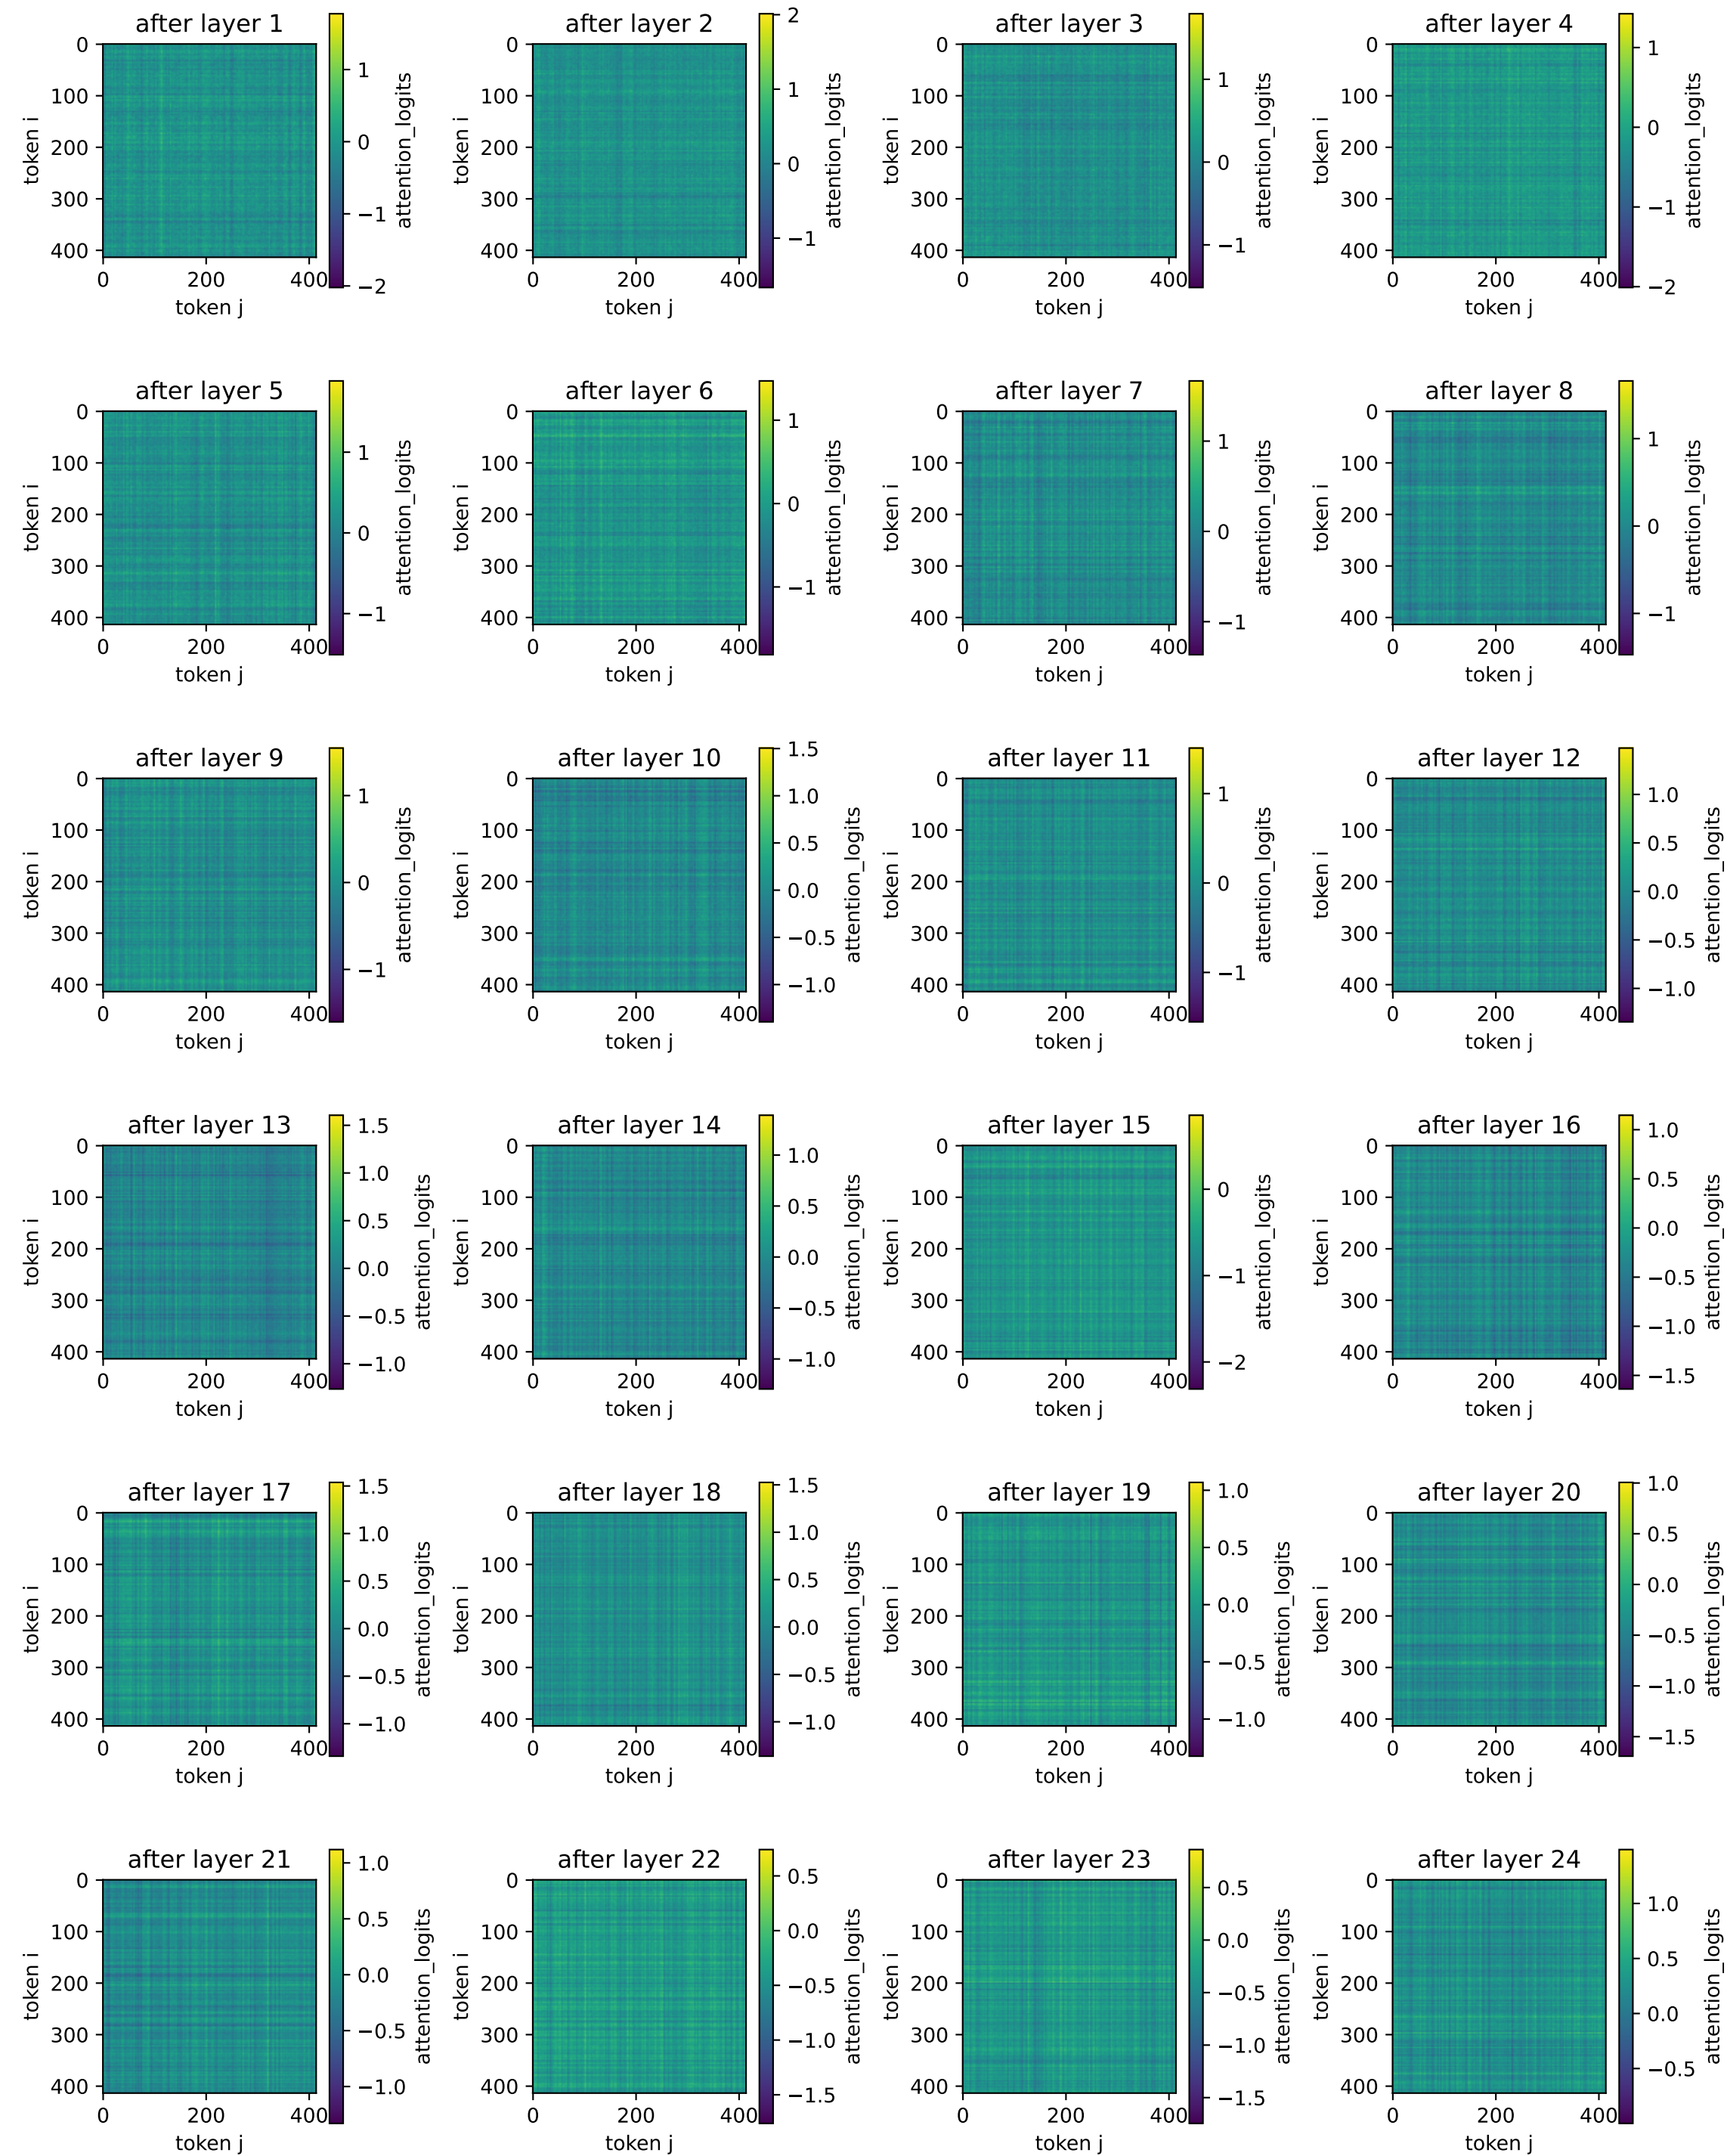 after layer 1
0
100
200
300
400
token i
0 200 400
token j
1
0
−1
−2
attention_logits
after layer 2
0
100
200
300
400
token i
0 200 400
token j
2
1
0
−1
attention_logits
after layer 3
0
100
200
300
400
token i
0 200 400
token j
1
0
−1
attention_logits
after layer 4
0
100
200
300
400
token i
0 200 400
token j
1
0
−1
−2
attention_logits
after layer 5
0
100
200
300
400
token i
0 200 400
token j
1
0
−1
attention_logits
after layer 6
0
100
200
300
400
token i
0 200 400
token j
1
0
−1
attention_logits
after layer 7
0
100
200
300
400
token i
0 200 400
token j
1
0
−1
attention_logits
after layer 8
0
100
200
300
400
token i
0 200 400
token j
1
0
−1
attention_logits
after layer 9
0
100
200
300
400
token i
0 200 400
token j
1
0
−1
attention_logits
after layer 10
0
100
200
300
400
token i
0 200 400
token j
1.5
1.0
0.5
0.0
−0.5
−1.0
attention_logits
after layer 11
0
100
200
300
400
token i
0 200 400
token j
1
0
−1
attention_logits
after layer 12
0
100
200
300
400
token i
0 200 400
token j
1.0
0.5
0.0
−0.5
−1.0
attention_logits
after layer 13
0
100
200
300
400
token i
0 200 400
token j
1.5
1.0
0.5
0.0
−0.5
−1.0
attention_logits
after layer 14
0
100
200
300
400
token i
0 200 400
token j
1.0
0.5
0.0
−0.5
−1.0
attention_logits
after layer 15
0
100
200
300
400
token i
0 200 400
token j
0
−1
−2
attention_logits
after layer 16
0
100
200
300
400
token i
0 200 400
token j
1.0
0.5
0.0
−0.5
−1.0
−1.5
attention_logits
after layer 17
0
100
200
300
400
token i
0 200 400
token j
1.5
1.0
0.5
0.0
−0.5
−1.0
attention_logits
after layer 18
0
100
200
300
400
token i
0 200 400
token j
1.5
1.0
0.5
0.0
−0.5
−1.0
attention_logits
after layer 19
0
100
200
300
400
token i
0 200 400
token j
1.0
0.5
0.0
−0.5
−1.0
attention_logits
after layer 20
0
100
200
300
400
token i
0 200 400
token j
1.0
0.5
0.0
−0.5
−1.0
−1.5
attention_logits
after layer 21
0
100
200
300
400
token i
0 200 400
token j
1.0
0.5
0.0
−0.5
−1.0
attention_logits
after layer 22
0
100
200
300
400
token i
0 200 400
token j
0.5
0.0
−0.5
−1.0
−1.5
attention_logits
after layer 23
0
100
200
300
400
token i
0 200 400
token j
0.5
0.0
−0.5
−1.0
−1.5
attention_logits
after layer 24
0
100
200
300
400
token i
0 200 400
token j
1.0
0.5
0.0
−0.5
attention_logits